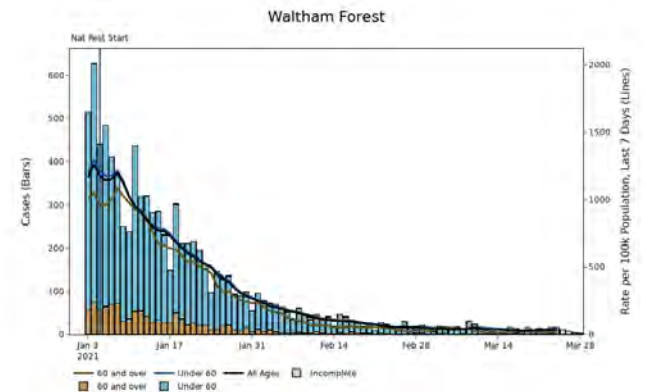 Waltham Forest
Nat Rest Start
600
500
400
300
200
100
0
Cases (Bars)
2000
1500
1000
500
0
Rate per 100k Population, Last 7 Days (Lines)
Jan 3 Jan 17 Jan 31 Feb 14 Feb 28 Mar 14 Mar 28
2021
60 and over Under 60 All Ages Incomplete
60 and over Under 60